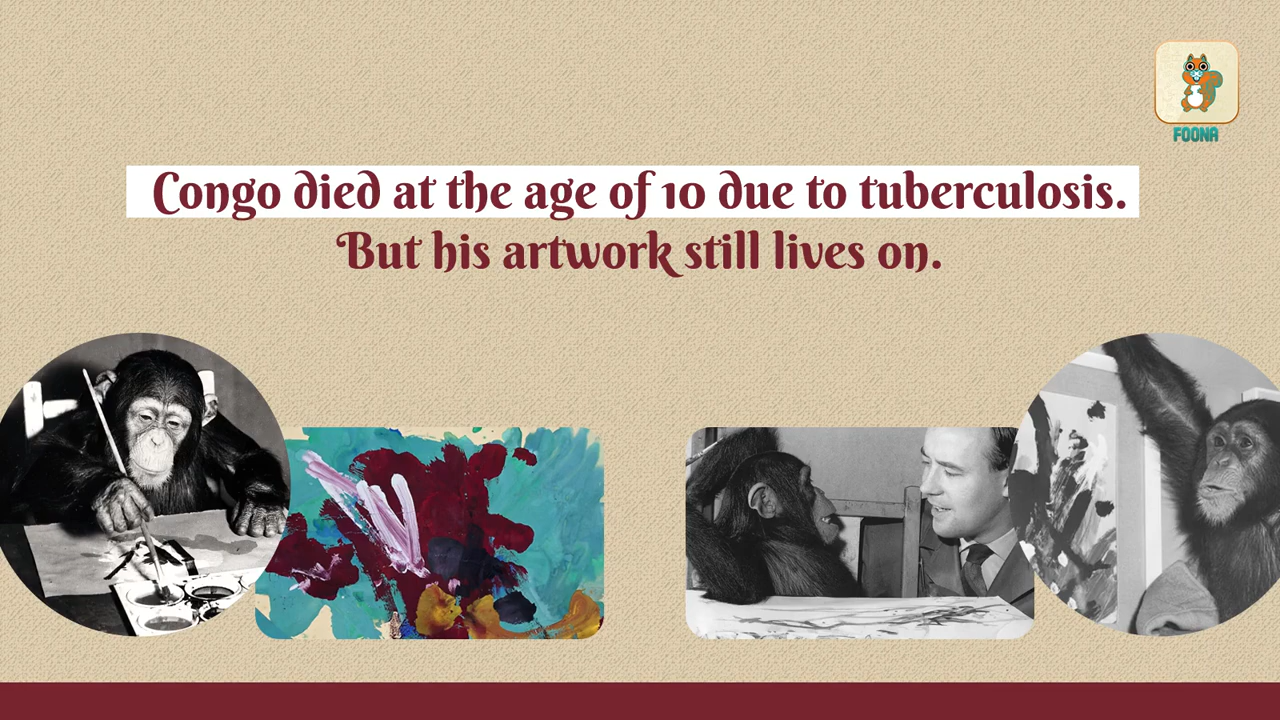 FOONA
Congo died at the age of 10 due to tuberculosis.
But his artwork still lives on.